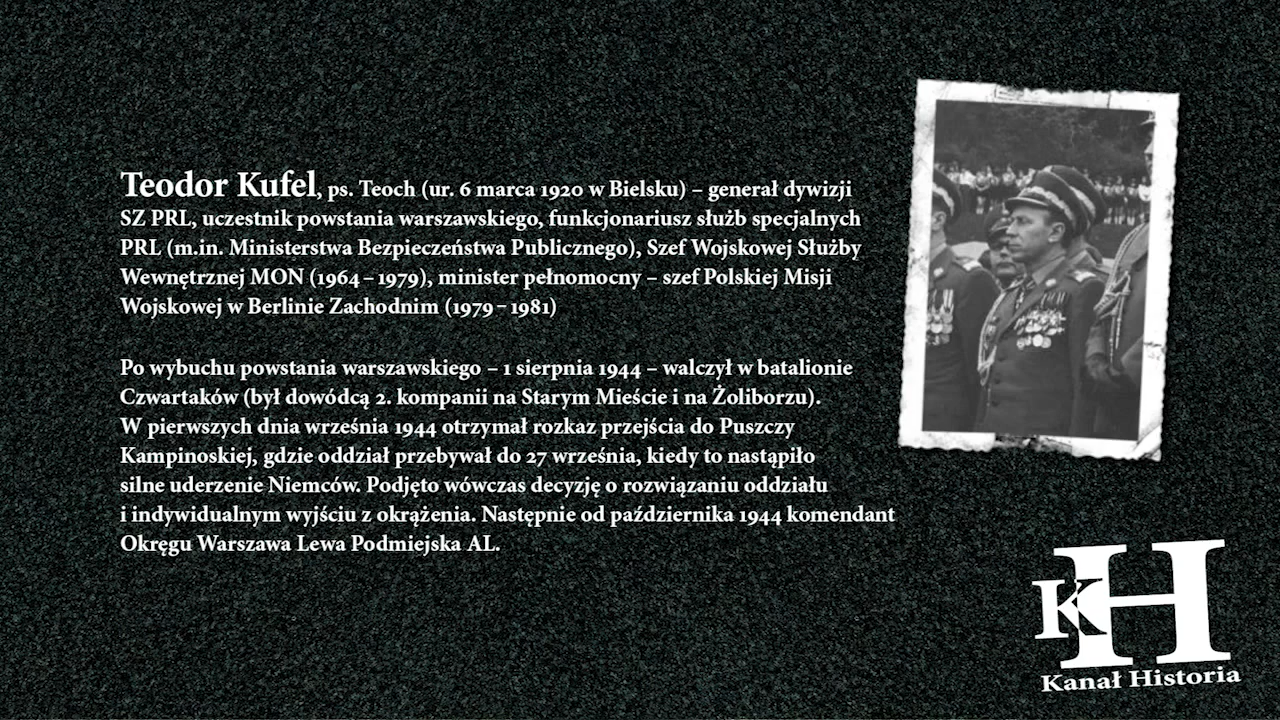 Teodor Kufel, ps. Teoch (ur. 6 marca 1920 w Bielsku) – generał dywizji
SZ PRL, uczestnik powstania warszawskiego, funkcjonariusz służb specjalnych
PRL (m.in. Ministerstwa Bezpieczeństwa Publicznego), Szef Wojskowej Służby
Wewnętrznej MON (1964 – 1979), minister pełnomocny – szef Polskiej Misji
Wojskowej w Berlinie Zachodnim (1979 – 1981)
Po wybuchu powstania warszawskiego – 1 sierpnia 1944 – walczył w batalionie
Czwartaków (był dowódcą 2. kompanii na Starym Mieście i na Żoliborzu).
W pierwszych dnia września 1944 otrzymał rozkaz przejścia do Puszczy
Kampinoskiej, gdzie oddział przebywał do 27 września, kiedy to nastąpiło
silne uderzenie Niemców. Podjęto wówczas decyzję o rozwiązaniu oddziału
i indywidualnym wyjściu z okrążenia. Następnie od października 1944 komendant
Okręgu Warszawa Lewa Podmiejska AL.
KH
Kanał Historia